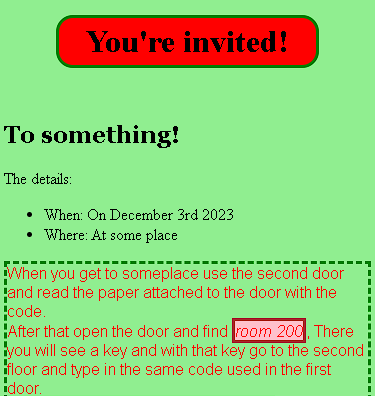 You're invited!
To something!
The details:
When: On December 3rd 2023
Where: At some place
When you get to someplace use the second door
and read the paper attached to the door with the
code.
After that open the door and find room 200, There
you will see a key and with that key go to the second
floor and type in the same code used in the first
door.